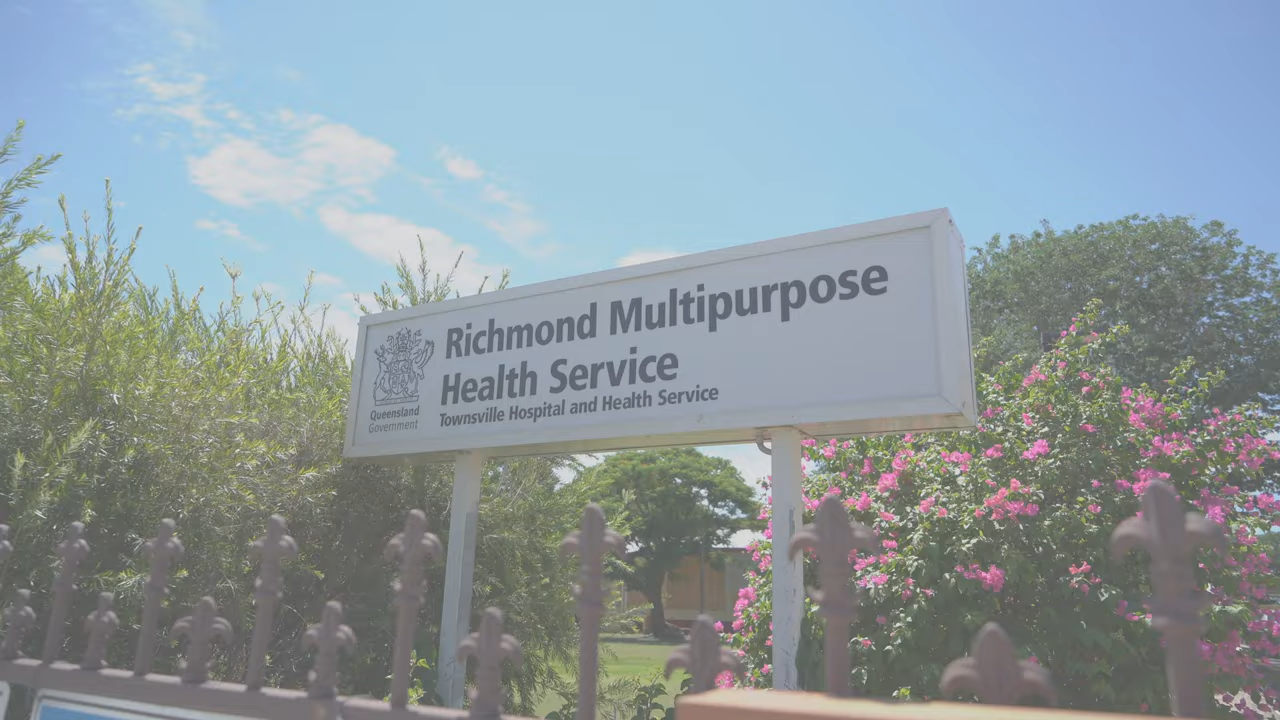 Richmond Multipurpose
Health Service
Townsville Hospital and Health Service
Queensland
Government